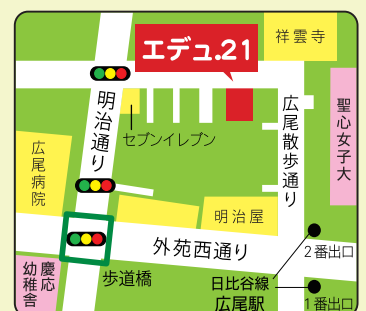 祥雲寺
エデュ.21
明治通り
セブンイレブン
広尾散歩通り
聖心女子大
広尾病院
明治屋
外苑西通り
2番出口
慶応
幼稚舎
歩道橋
日比谷線
広尾駅
1番出口